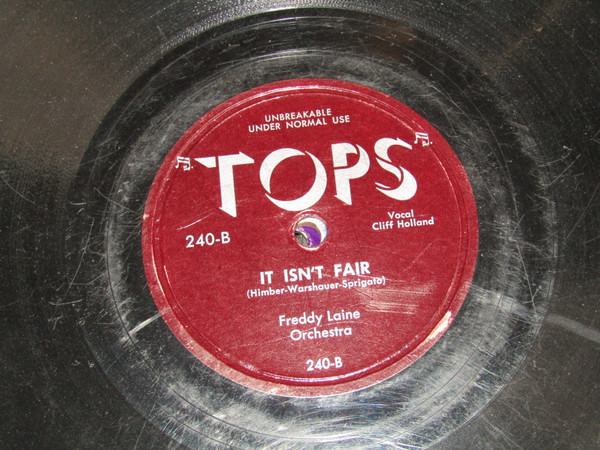 UNBREAKABLE
UNDER NORMAL USE
TOPS
Vocal
Cliff Holland
240-B
IT ISN'T FAIR
(Himber-Warshauer-Sprigato)
Freddy Laine
Orchestra
240-B